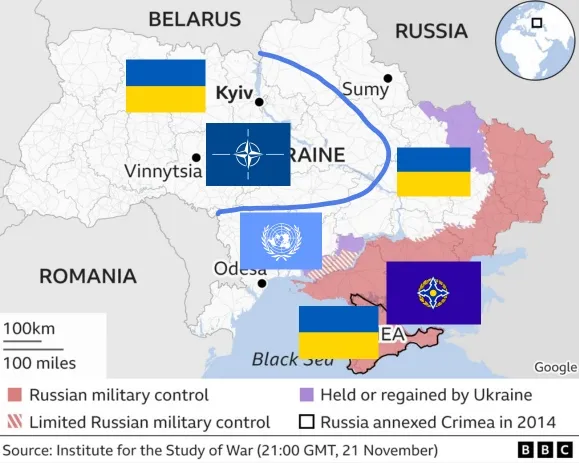 BELARUS
RUSSIA
Sumy
Kyiv
RAINE
Vinnytsia
ROMANIA
Odesa
EA
100km
100 miles
Black Sea
Google
Russian military control
Held or regained by Ukraine
Limited Russian military control
Russia annexed Crimea in 2014
Source: Institute for the Study of War (21:00 GMT, 21 November)
BBC